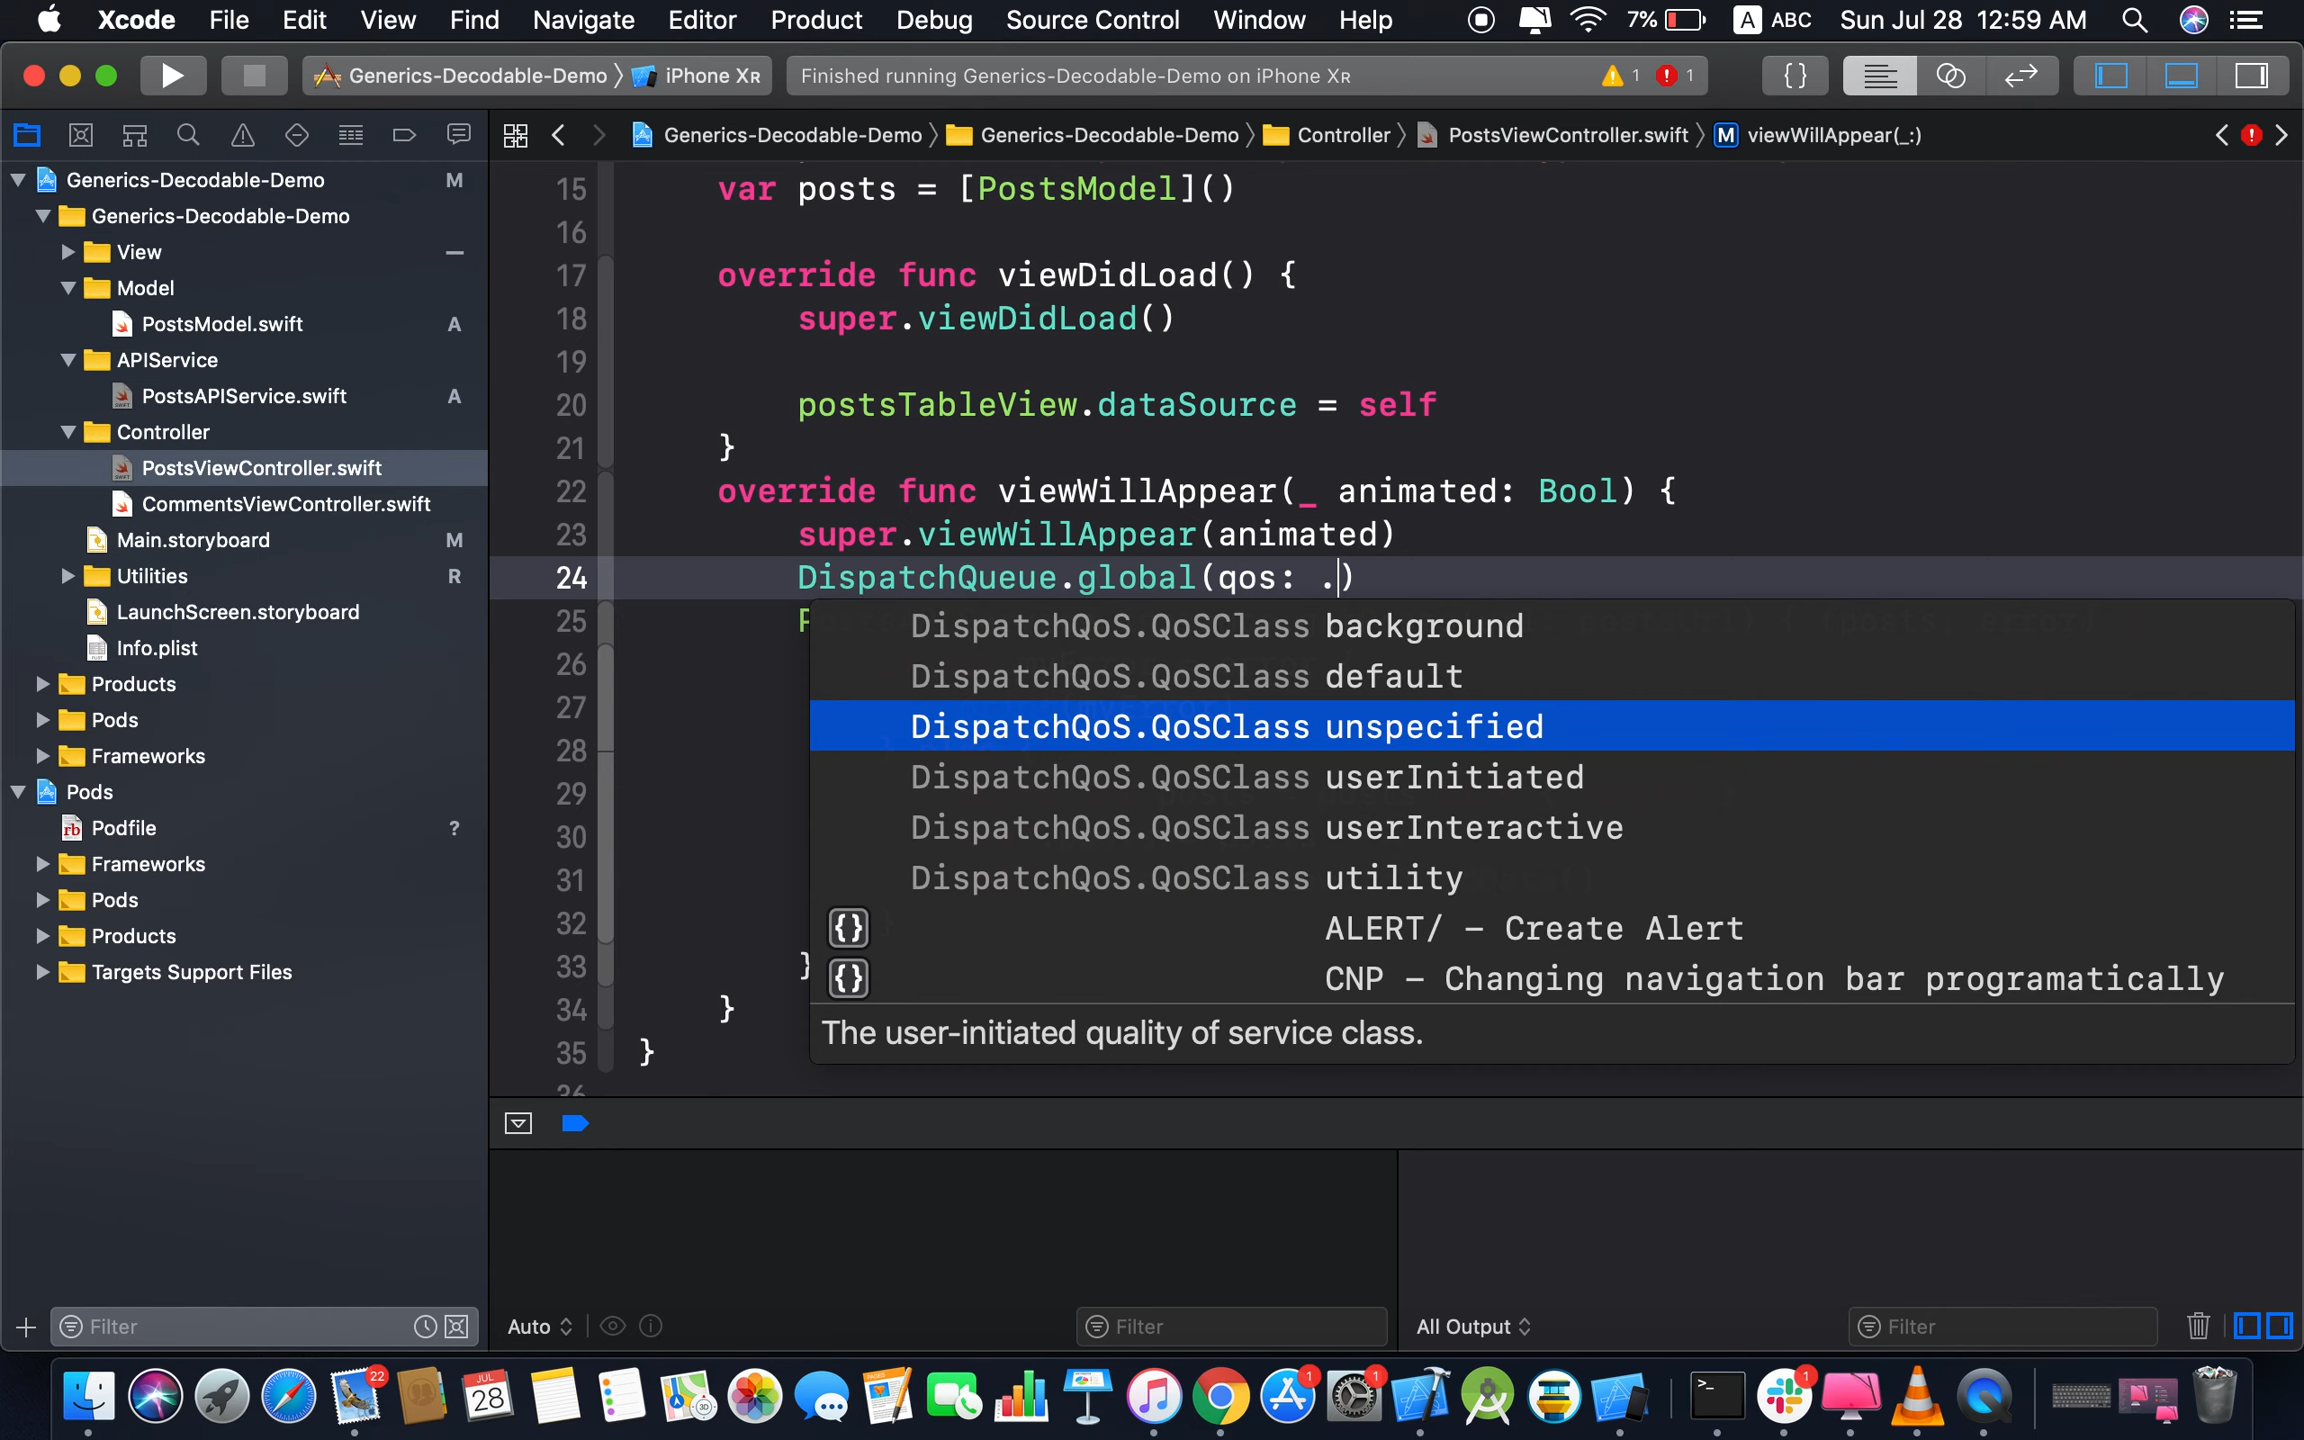 Xcode File Edit View Find Navigate Editor Product Debug Source Control Window Help 7% A ABC Sun Jul 28 12:59 AM
Generics-Decodable-Demo iPhone XR Finished running Generics-Decodable-Demo on iPhone XR 1 1 {}
Generics-Decodable-Demo Generics-Decodable-Demo Controller PostsViewController.swift M viewWillAppear(_:)
Generics-Decodable-Demo M
Generics-Decodable-Demo
View
Model
PostsModel.swift A
APIService
PostsAPIService.swift A
Controller
PostsViewController.swift
CommentsViewController.swift
Main.storyboard M
Utilities R
LaunchScreen.storyboard
Info.plist
Products
Pods
Frameworks
Pods
rb Podfile ?
Frameworks
Pods
Products
Targets Support Files
15 var posts = [PostsModel]()
16
17 override func viewDidLoad() {
18 super.viewDidLoad()
19
20 postsTableView.dataSource = self
21 }
22 override func viewWillAppear(_ animated: Bool) {
23 super.viewWillAppear(animated)
24 DispatchQueue.global(qos: .)
25
26
27
28
29
30
31
32
33 }
34 }
35 }
36
DispatchQoS.QoSClass background
DispatchQoS.QoSClass default
DispatchQoS.QoSClass unspecified
DispatchQoS.QoSClass userInitiated
DispatchQoS.QoSClass userInteractive
DispatchQoS.QoSClass utility
{} ALERT/ – Create Alert
{} CNP – Changing navigation bar programatically
The user-initiated quality of service class.
Filter
Auto Filter
All Output Filter
22 JUL 28 3D 1 1 >_ 1